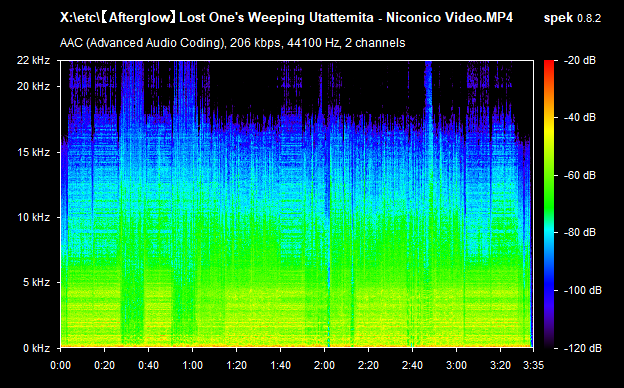 X:\etc\【Afterglow】Lost One's Weeping Utattemita - Niconico Video.MP4 spek 0.8.2
AAC (Advanced Audio Coding), 206 kbps, 44100 Hz, 2 channels
22 kHz
20 kHz
15 kHz
10 kHz
5 kHz
0 kHz
0:00 0:20 0:40 1:00 1:20 1:40 2:00 2:20 2:40 3:00 3:20 3:35
-20 dB
-40 dB
-60 dB
-80 dB
-100 dB
-120 dB